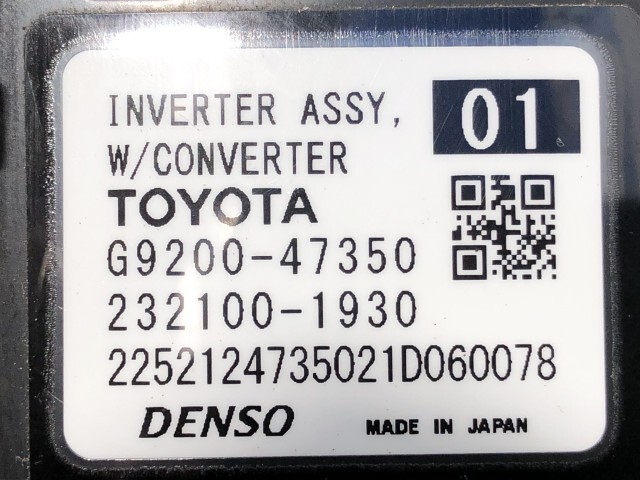 INVERTER ASSY,
W/CONVERTER
01
TOYOTA
G9200-47350
232100-1930
2252124735021D060078
DENSO
MADE IN JAPAN